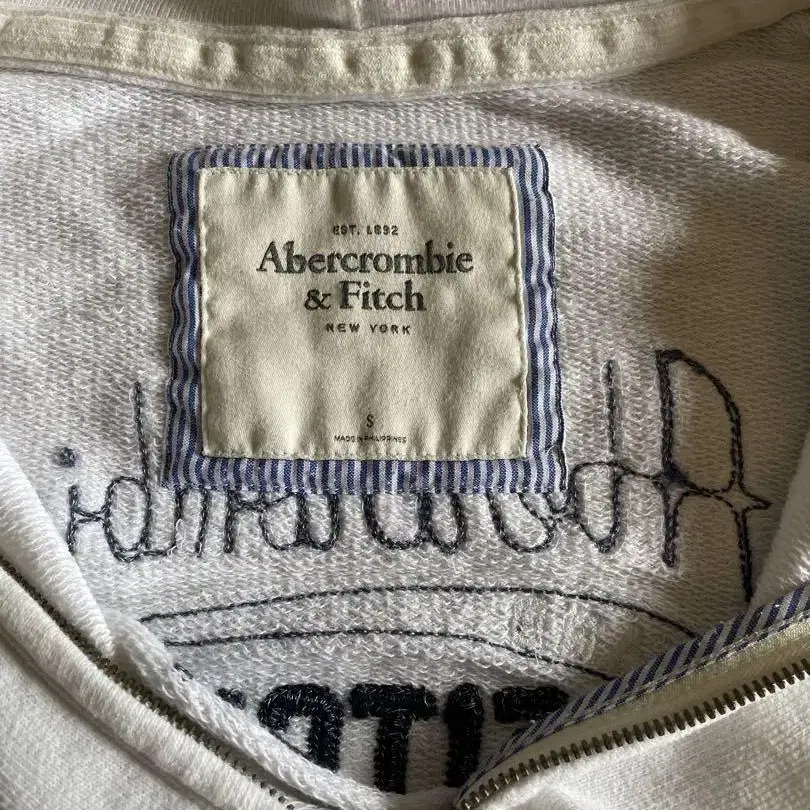 EST. 1892
Abercrombie
& Fitch
NEW YORK
S
MADE IN PHILIPPINES